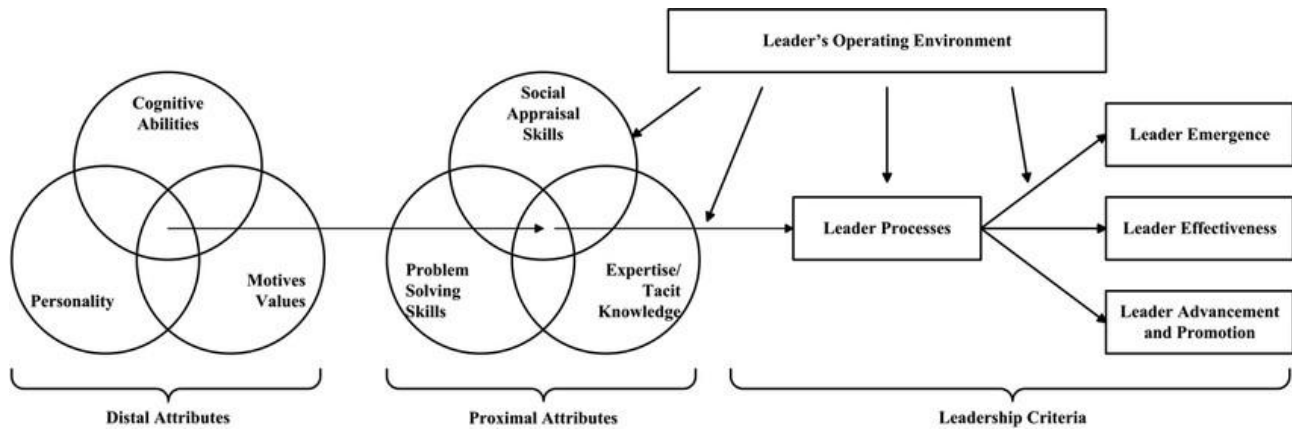 Leader's Operating Environment
Cognitive
Abilities
Personality
Motives
Values
Social
Appraisal
Skills
Problem
Solving
Skills
Expertise/
Tacit
Knowledge
Leader Processes
Leader Emergence
Leader Effectiveness
Leader Advancement
and Promotion
Distal Attributes
Proximal Attributes
Leadership Criteria